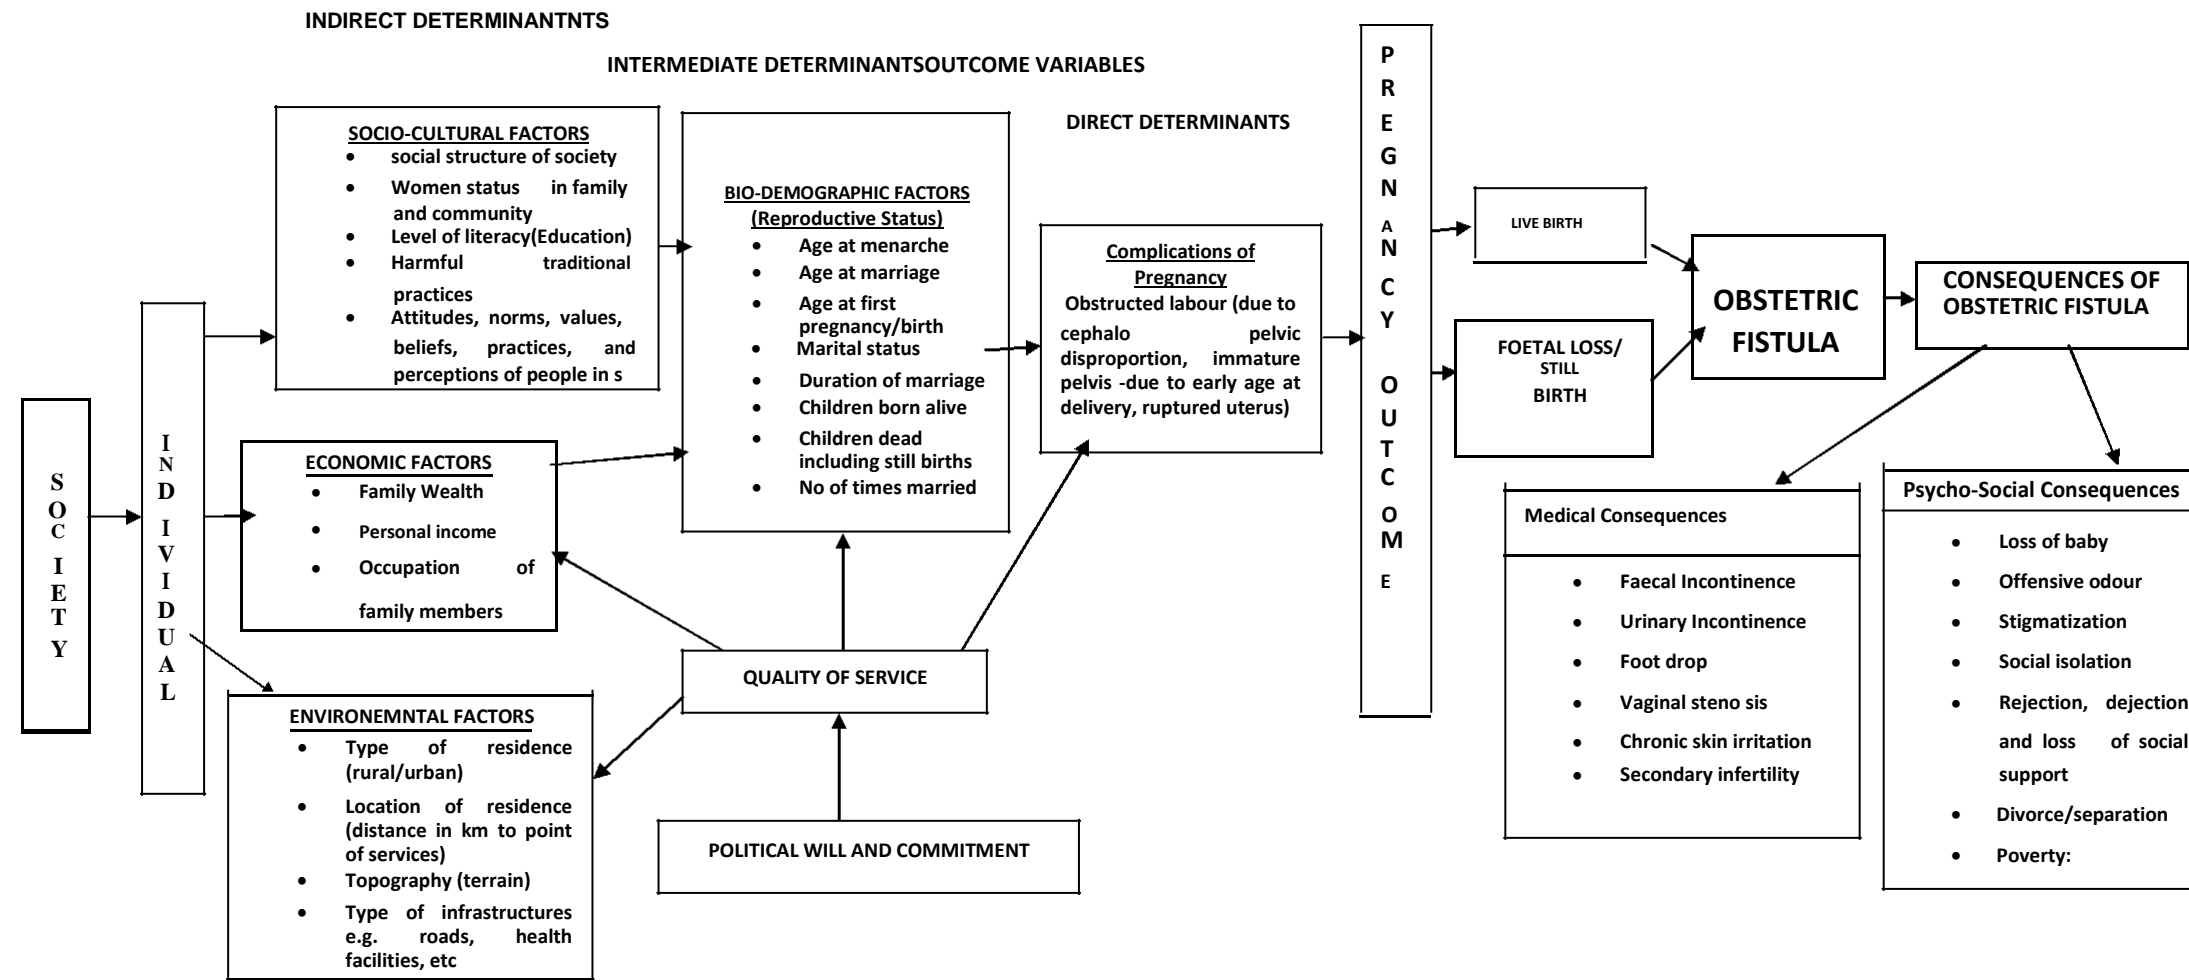 INDIRECT DETERMINANTNTS
INTERMEDIATE DETERMINANTSOUTCOME VARIABLES
DIRECT DETERMINANTS
SOCIETY
INDIVIDUAL
SOCIO-CULTURAL FACTORS
• social structure of society
• Women status in family
and community
• Level of literacy(Education)
• Harmful traditional
practices
• Attitudes, norms, values,
beliefs, practices, and
perceptions of people in s
ECONOMIC FACTORS
• Family Wealth
• Personal income
• Occupation of
family members
ENVIRONEMNTAL FACTORS
• Type of residence
(rural/urban)
• Location of residence
(distance in km to point
of services)
• Topography (terrain)
• Type of infrastructures
e.g. roads, health
facilities, etc
BIO-DEMOGRAPHIC FACTORS
(Reproductive Status)
• Age at menarche
• Age at marriage
• Age at first
pregnancy/birth
• Marital status
• Duration of marriage
• Children born alive
• Children dead
including still births
• No of times married
QUALITY OF SERVICE
POLITICAL WILL AND COMMITMENT
Complications of
Pregnancy
Obstructed labour (due to
cephalo pelvic
disproportion, immature
pelvis -due to early age at
delivery, ruptured uterus)
PREGNANCY OUTCOME
LIVE BIRTH
FOETAL LOSS/
STILL
BIRTH
OBSTETRIC
FISTULA
CONSEQUENCES OF
OBSTETRIC FISTULA
Medical Consequences
• Faecal Incontinence
• Urinary Incontinence
• Foot drop
• Vaginal steno sis
• Chronic skin irritation
• Secondary infertility
Psycho-Social Consequences
• Loss of baby
• Offensive odour
• Stigmatization
• Social isolation
• Rejection, dejection
and loss of social
support
• Divorce/separation
• Poverty: